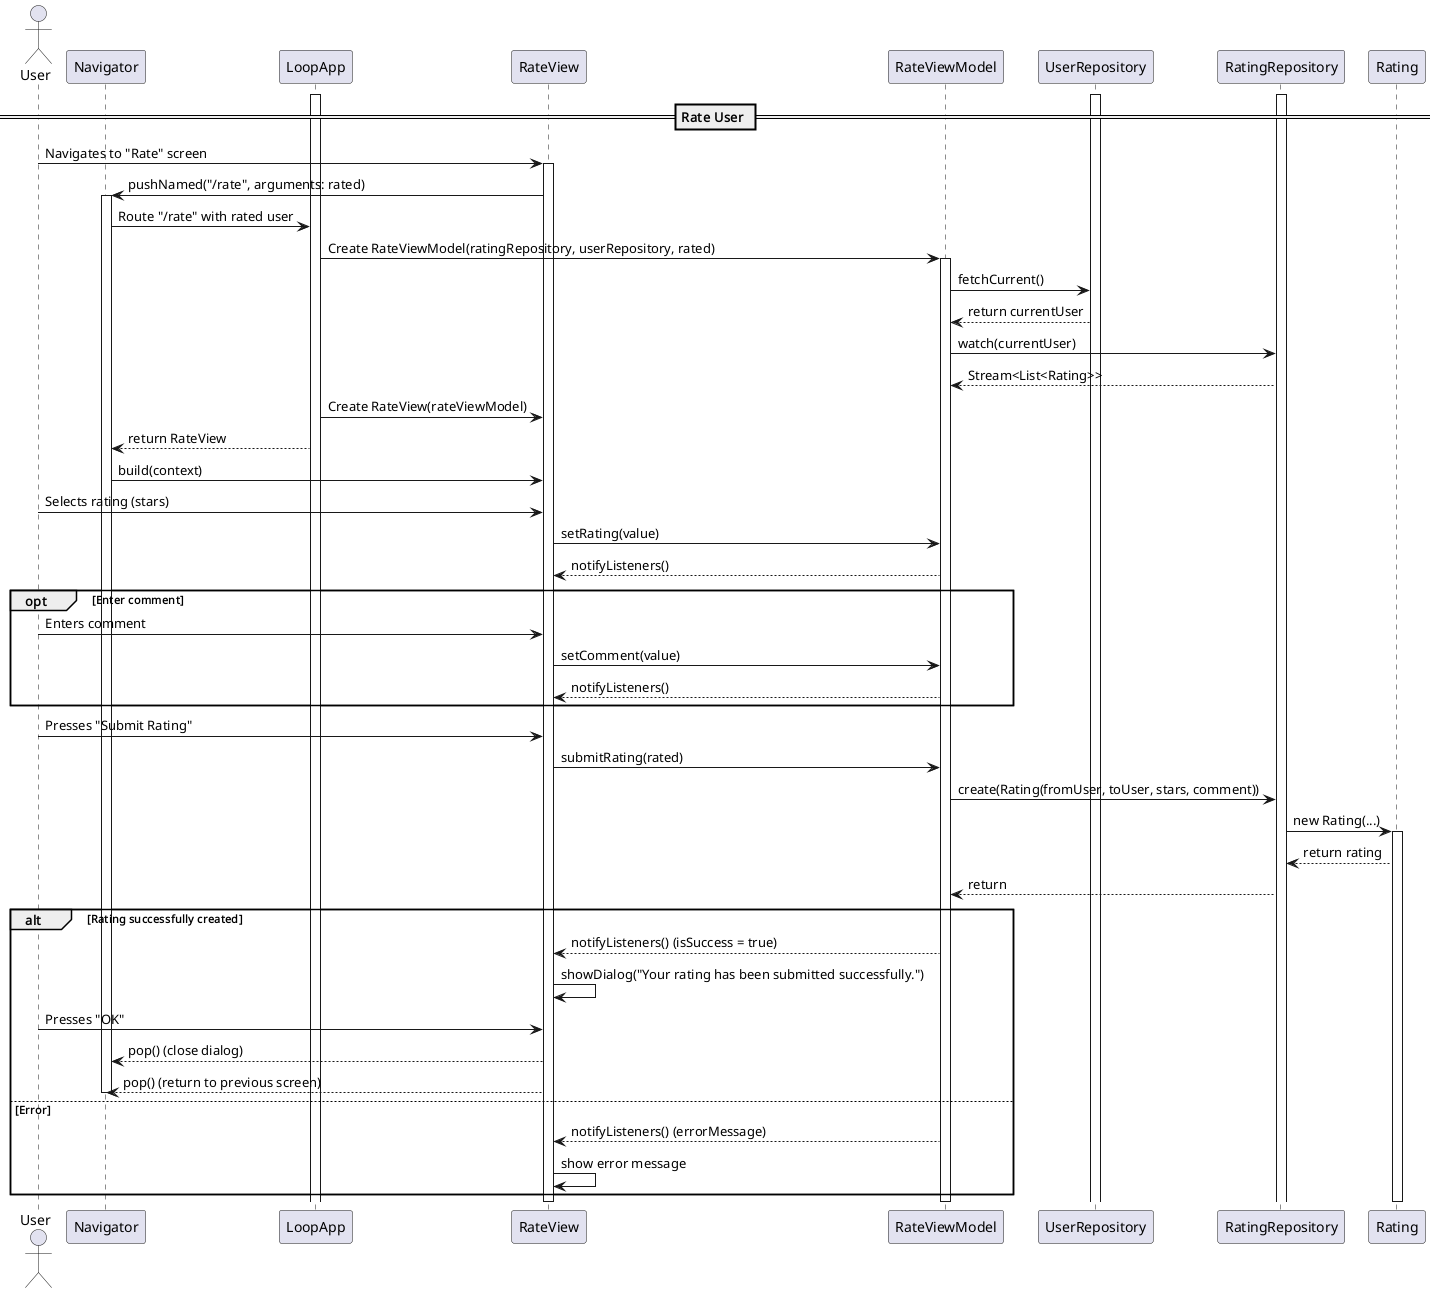 User
Navigator
LoopApp
RateView
RateViewModel
UserRepository
RatingRepository
Rating
Rate User
Navigates to "Rate" screen
pushNamed("/rate", arguments: rated)
Route "/rate" with rated user
Create RateViewModel(ratingRepository, userRepository, rated)
fetchCurrent()
return currentUser
watch(currentUser)
Stream<List<Rating>>
Create RateView(rateViewModel)
return RateView
build(context)
Selects rating (stars)
setRating(value)
notifyListeners()
opt [Enter comment]
Enters comment
setComment(value)
notifyListeners()
Presses "Submit Rating"
submitRating(rated)
create(Rating(fromUser, toUser, stars, comment))
new Rating(...)
return rating
return
alt [Rating successfully created]
notifyListeners() (isSuccess = true)
showDialog("Your rating has been submitted successfully.")
Presses "OK"
pop() (close dialog)
pop() (return to previous screen)
[Error]
notifyListeners() (errorMessage)
show error message
User
Navigator
LoopApp
RateView
RateViewModel
UserRepository
RatingRepository
Rating